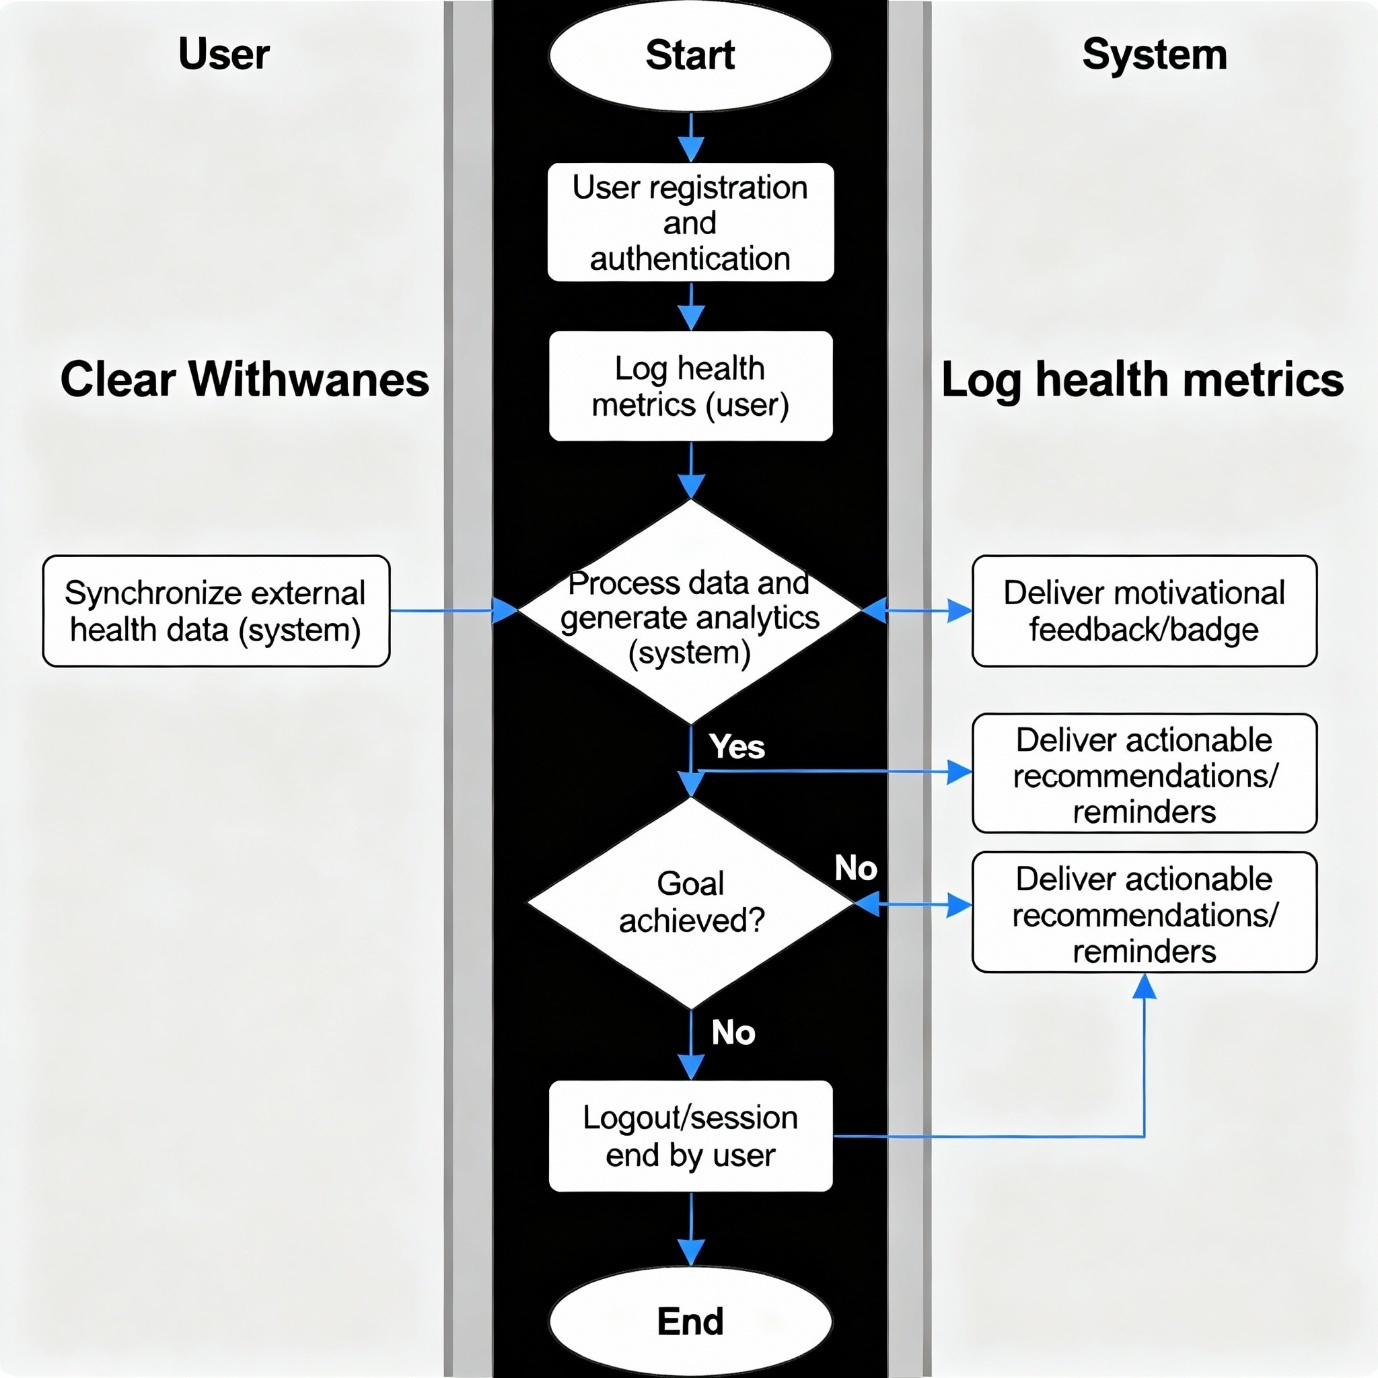 User
Start
System
User registration
and
authentication
Clear Withwanes
Log health
metrics (user)
Log health metrics
Synchronize external
health data (system)
Process data and
generate analytics
(system)
Deliver motivational
feedback/badge
Yes
Deliver actionable
recommendations/
reminders
Goal
achieved?
No
Deliver actionable
recommendations/
reminders
No
Logout/session
end by user
End